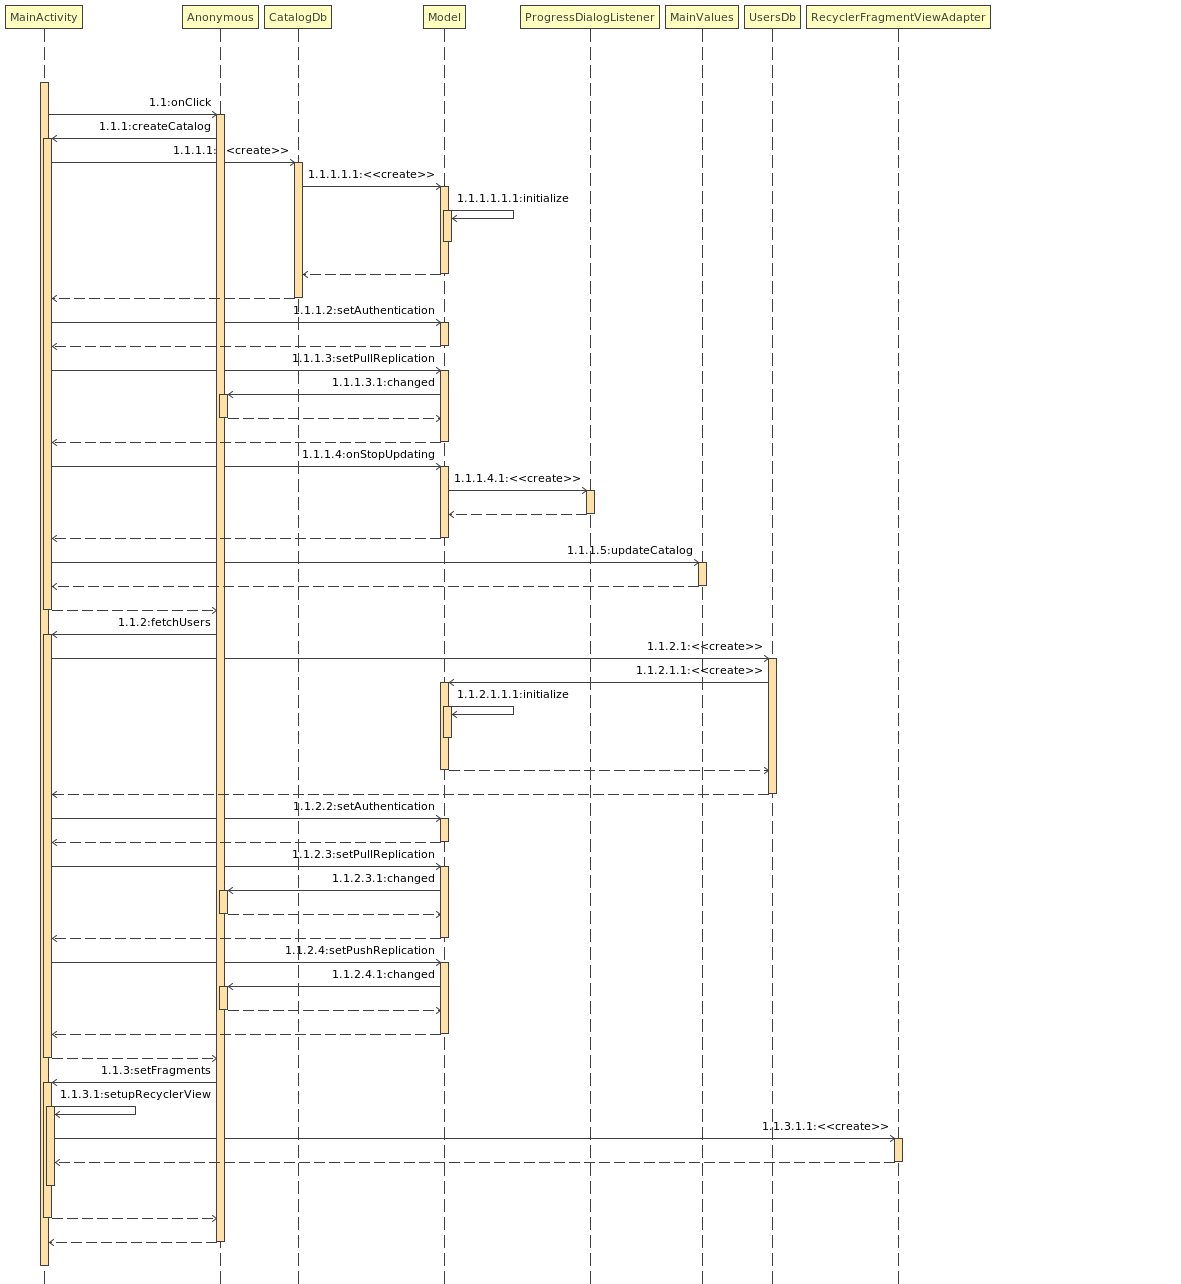 MainActivity Anonymous CatalogDb Model ProgressDialogListener MainValues UsersDb RecyclerFragmentViewAdapter
1.1:onClick
1.1.1:createCatalog
1.1.1.1:<<create>>
1.1.1.1.1:<<create>>
1.1.1.1.1.1:initialize
1.1.1.2:setAuthentication
1.1.1.3:setPullReplication
1.1.1.3.1:changed
1.1.1.4:onStopUpdating
1.1.1.4.1:<<create>>
1.1.1.5:updateCatalog
1.1.2:fetchUsers
1.1.2.1:<<create>>
1.1.2.1.1:<<create>>
1.1.2.1.1.1:initialize
1.1.2.2:setAuthentication
1.1.2.3:setPullReplication
1.1.2.3.1:changed
1.1.2.4:setPushReplication
1.1.2.4.1:changed
1.1.3:setFragments
1.1.3.1:setupRecyclerView
1.1.3.1.1:<<create>>